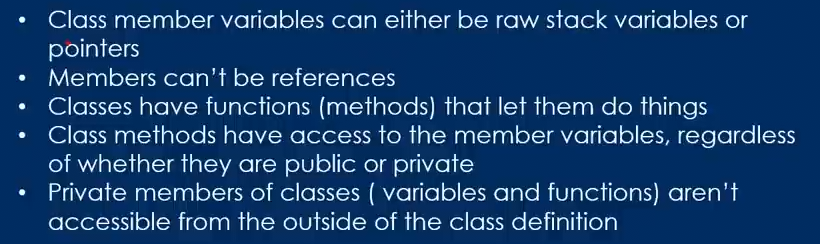 • Class member variables can either be raw stack variables or
pointers
• Members can't be references
• Classes have functions (methods) that let them do things
• Class methods have access to the member variables, regardless
of whether they are public or private
• Private members of classes ( variables and functions) aren't
accessible from the outside of the class definition